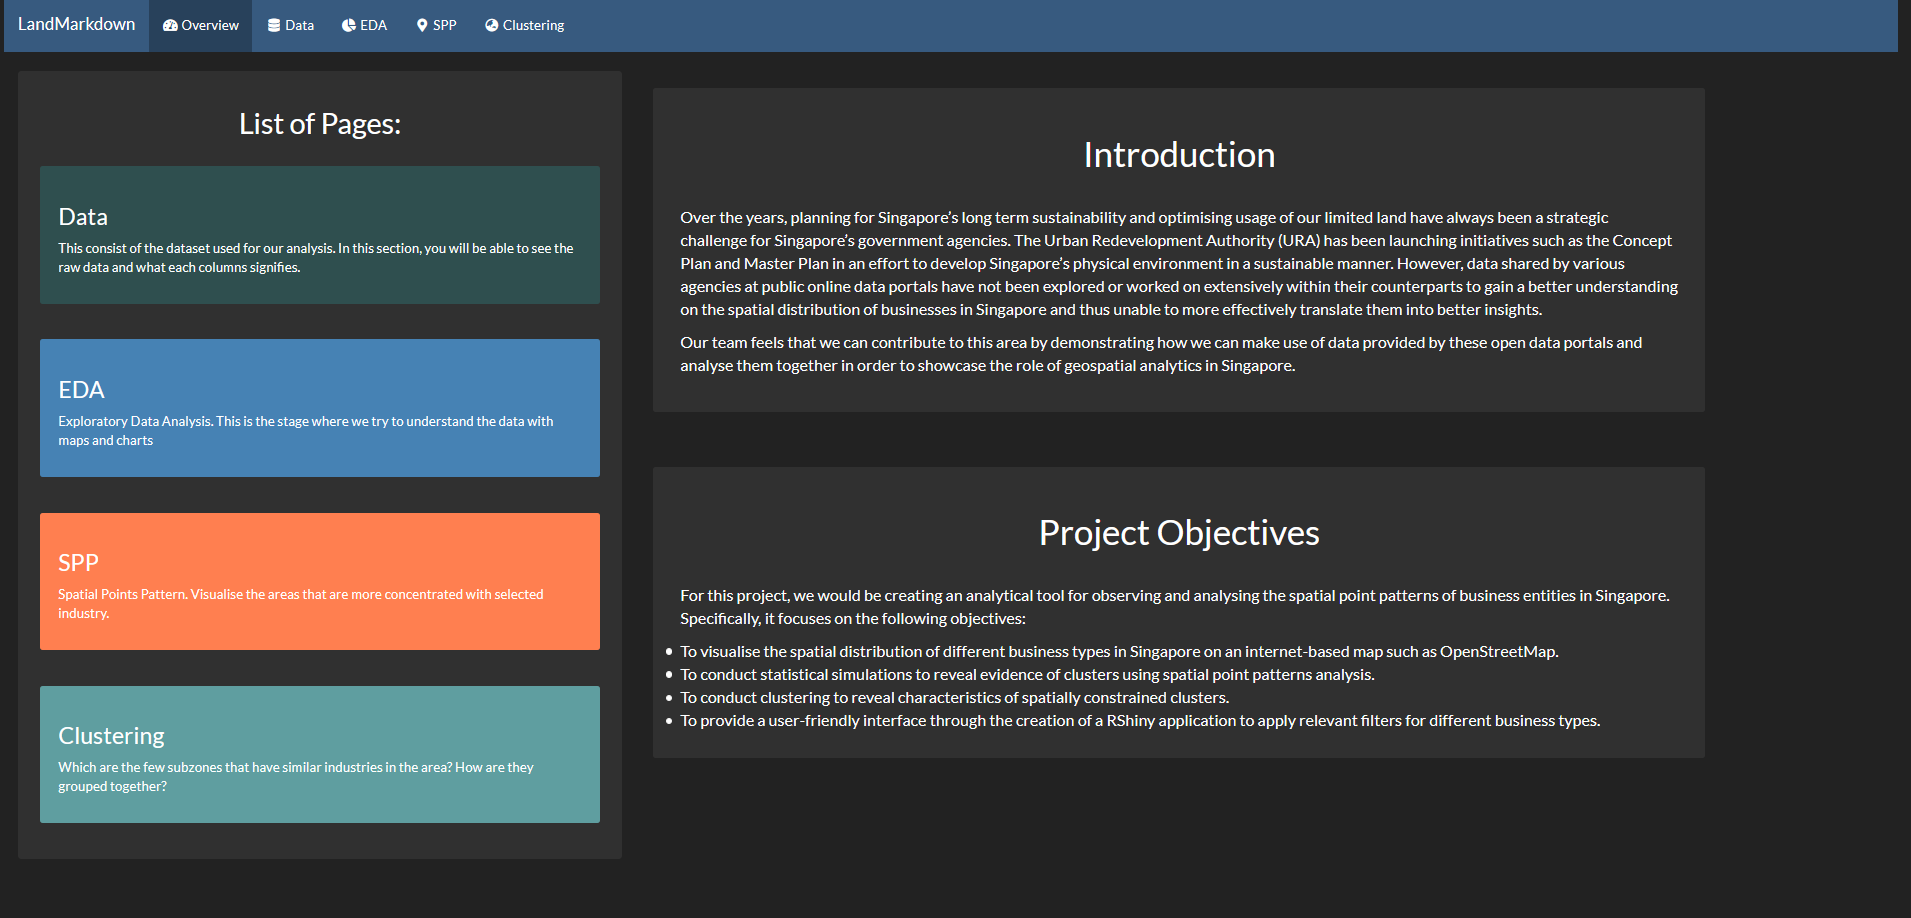 LandMarkdown Overview Data EDA SPP Clustering
List of Pages:
Data
This consist of the dataset used for our analysis. In this section, you will be able to see the
raw data and what each columns signifies.
EDA
Exploratory Data Analysis. This is the stage where we try to understand the data with
maps and charts
SPP
Spatial Points Pattern. Visualise the areas that are more concentrated with selected
industry.
Clustering
Which are the few subzones that have similar industries in the area? How are they
grouped together?
Introduction
Over the years, planning for Singapore’s long term sustainability and optimising usage of our limited land have always been a strategic
challenge for Singapore’s government agencies. The Urban Redevelopment Authority (URA) has been launching initiatives such as the Concept
Plan and Master Plan in an effort to develop Singapore’s physical environment in a sustainable manner. However, data shared by various
agencies at public online data portals have not been explored or worked on extensively within their counterparts to gain a better understanding
on the spatial distribution of businesses in Singapore and thus unable to more effectively translate them into better insights.
Our team feels that we can contribute to this area by demonstrating how we can make use of data provided by these open data portals and
analyse them together in order to showcase the role of geospatial analytics in Singapore.
Project Objectives
For this project, we would be creating an analytical tool for observing and analysing the spatial point patterns of business entities in Singapore.
Specifically, it focuses on the following objectives:
• To visualise the spatial distribution of different business types in Singapore on an internet-based map such as OpenStreetMap.
• To conduct statistical simulations to reveal evidence of clusters using spatial point patterns analysis.
• To conduct clustering to reveal characteristics of spatially constrained clusters.
• To provide a user-friendly interface through the creation of a RShiny application to apply relevant filters for different business types.